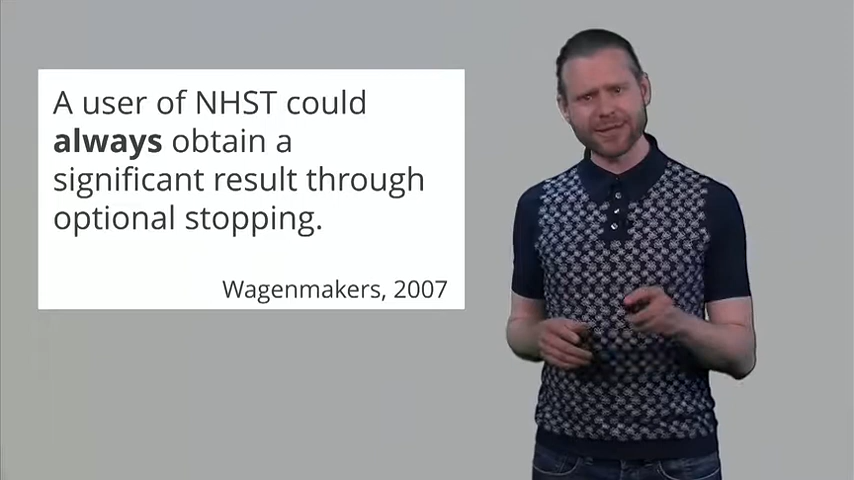 A user of NHST could
always obtain a
significant result through
optional stopping.
Wagenmakers, 2007